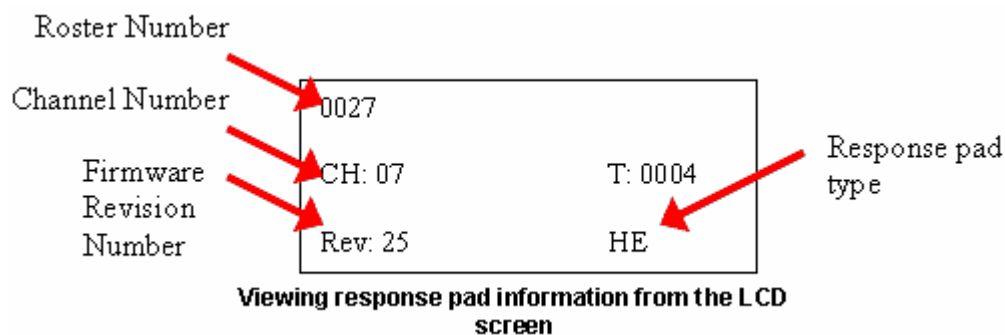 Roster Number
Channel Number
Firmware
Revision
Number
0027
CH: 07
T: 0004
Rev: 25
HE
Response pad
type
Viewing response pad information from the LCD
screen